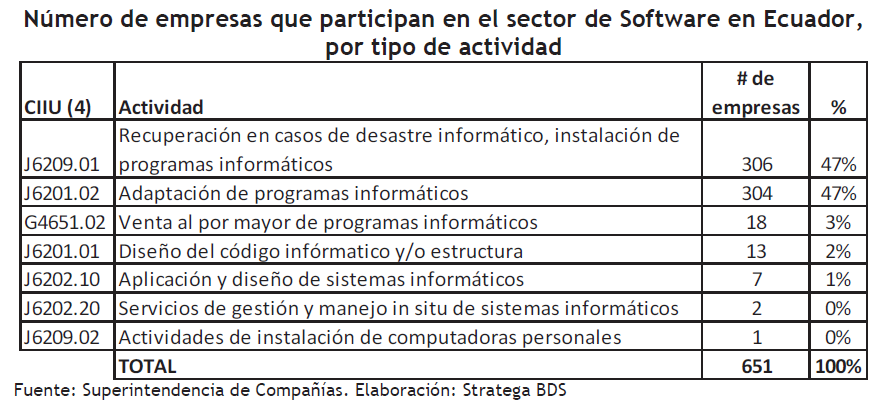 Número de empresas que participan en el sector de Software en Ecuador,
por tipo de actividad
CIIU (4) Actividad # de empresas %
J6209.01 Recuperación en casos de desastre informático, instalación de programas informáticos 306 47%
J6201.02 Adaptación de programas informáticos 304 47%
G4651.02 Venta al por mayor de programas informáticos 18 3%
J6201.01 Diseño del código infórmatico y/o estructura 13 2%
J6202.10 Aplicación y diseño de sistemas informáticos 7 1%
J6202.20 Servicios de gestión y manejo in situ de sistemas informáticos 2 0%
J6209.02 Actividades de instalación de computadoras personales 1 0%
TOTAL 651 100%
Fuente: Superintendencia de Compañías. Elaboración: Stratega BDS